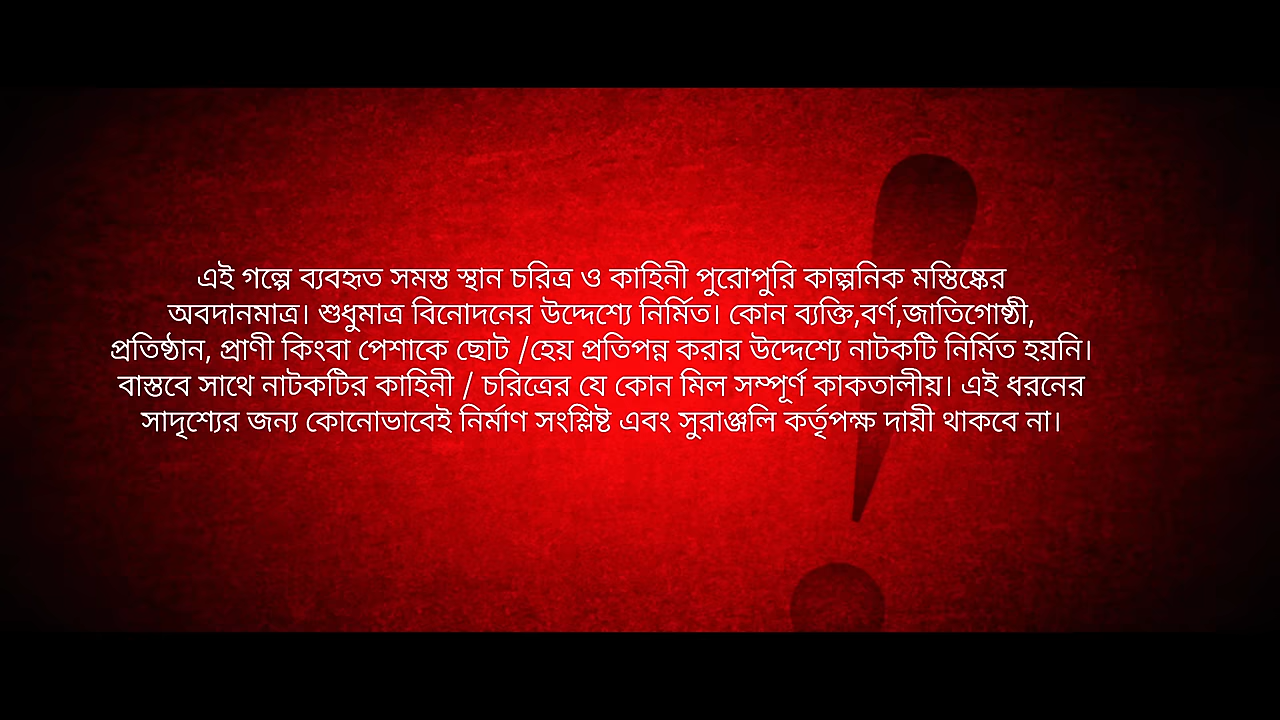 এই গল্পে ব্যবহৃত সমস্ত স্থান চরিত্র ও কাহিনী পুরোপুরি কাল্পনিক মস্তিষ্কের
অবদানমাত্র। শুধুমাত্র বিনোদনের উদ্দেশ্যে নির্মিত। কোন ব্যক্তি,বর্ণ,জাতিগোষ্ঠী,
প্রতিষ্ঠান, প্রাণী কিংবা পেশাকে ছোট /হেয় প্রতিপন্ন করার উদ্দেশ্যে নাটকটি নির্মিত হয়নি।
বাস্তবে সাথে নাটকটির কাহিনী / চরিত্রের যে কোন মিল সম্পূর্ণ কাকতালীয়। এই ধরনের
সাদৃশ্যের জন্য কোনোভাবেই নির্মাণ সংশ্লিষ্ট এবং সুরাঞ্জলি কর্তৃপক্ষ দায়ী থাকবে না।